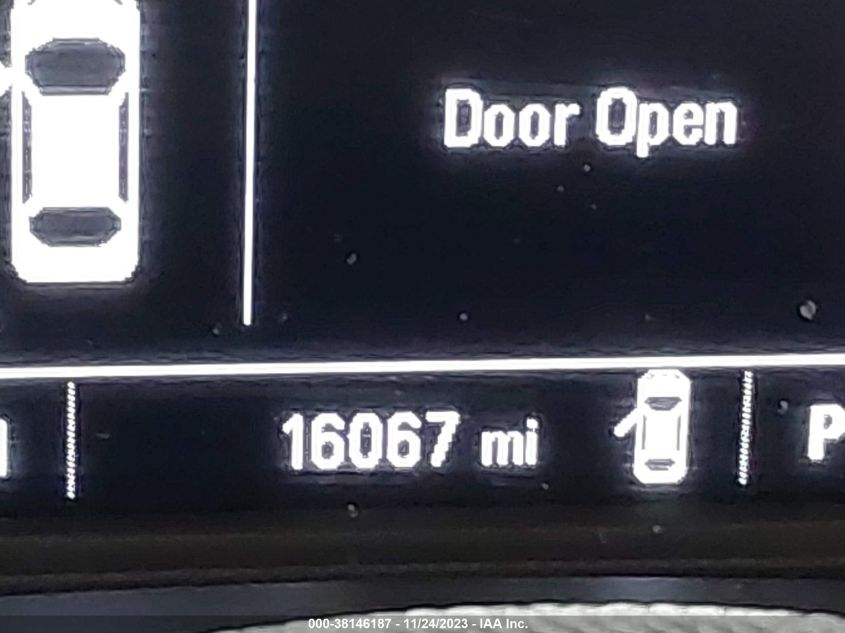 Door Open
16067 mi
P
000-38146187 - 11/24/2023 - IAA Inc.